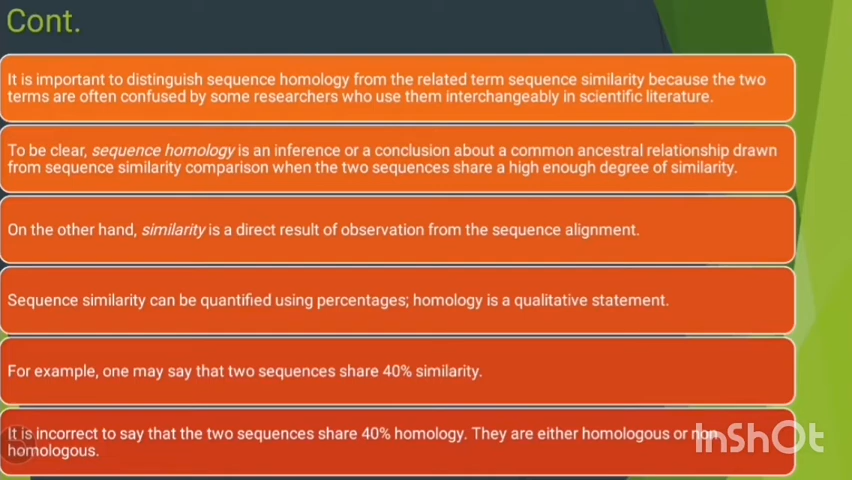 Cont.
It is important to distinguish sequence homology from the related term sequence similarity because the two
terms are often confused by some researchers who use them interchangeably in scientific literature.
To be clear, sequence homology is an inference or a conclusion about a common ancestral relationship drawn
from sequence similarity comparison when the two sequences share a high enough degree of similarity.
On the other hand, similarity is a direct result of observation from the sequence alignment.
Sequence similarity can be quantified using percentages; homology is a qualitative statement.
For example, one may say that two sequences share 40% similarity.
It is incorrect to say that the two sequences share 40% homology. They are either homologous or non
homologous.
InShOt